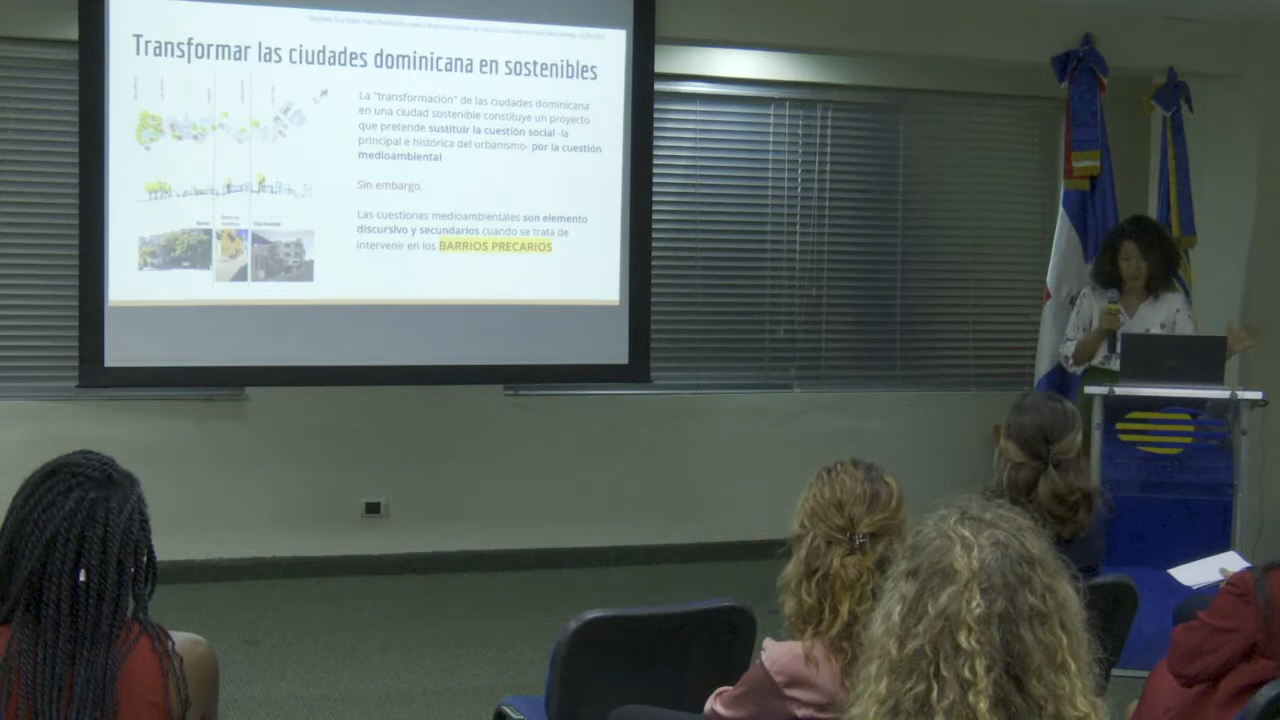 Transformar las ciudades dominicana en sostenibles
La "transformación" de las ciudades dominicana
en una ciudad sostenible constituye un proyecto
que pretende sustituir la cuestión social -la
principal e histórica del urbanismo- por la cuestión
medioambiental
Sin embargo,
Las cuestiones medioambientales son elemento
discursivo y secundarios cuando se trata de
intervenir en los BARRIOS PRECARIOS